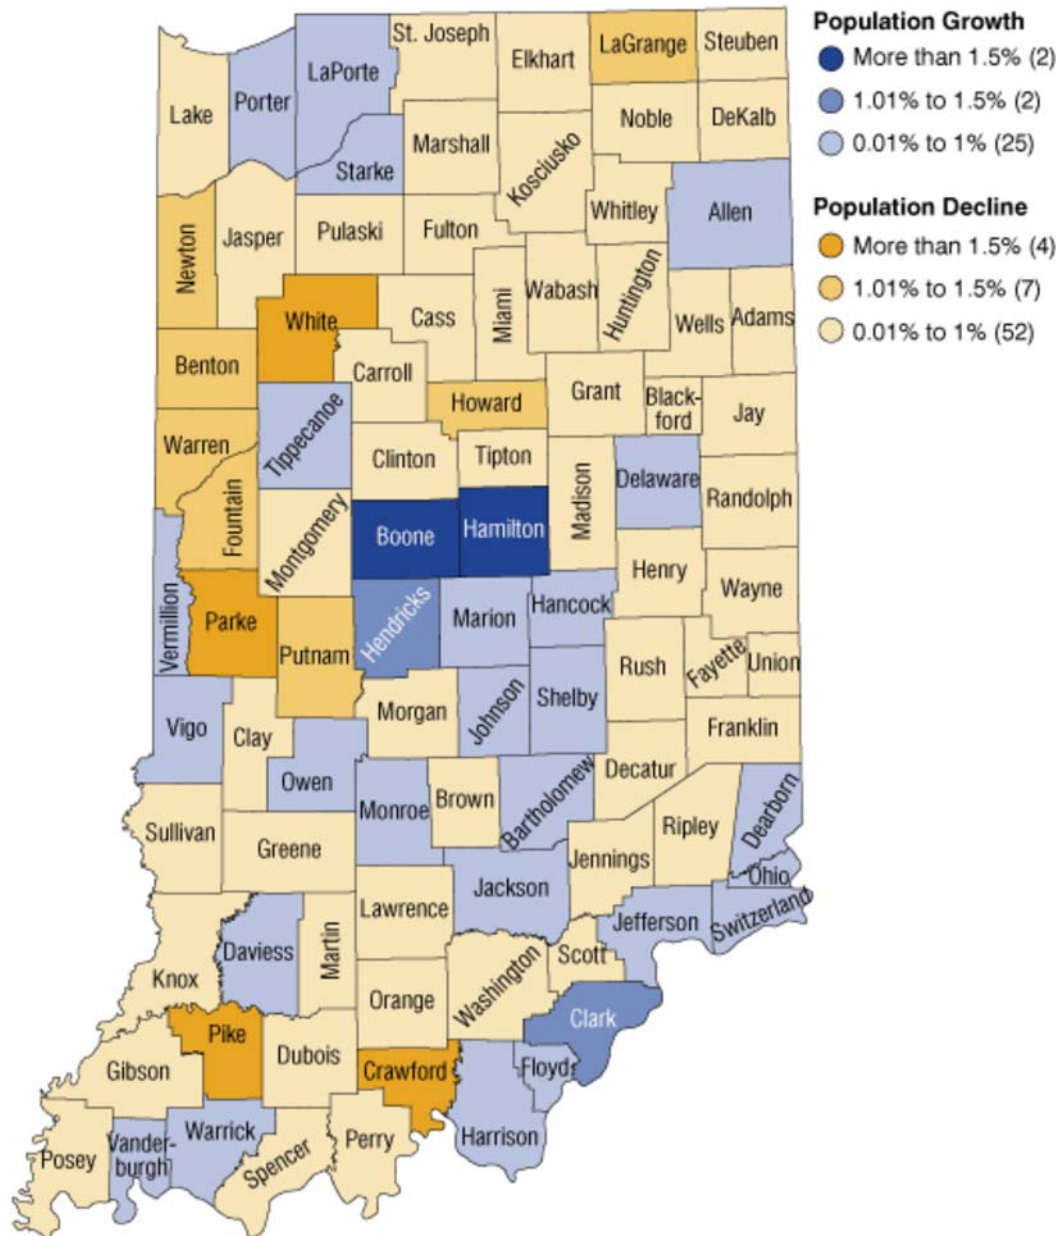 Population Growth
More than 1.5% (2)
1.01% to 1.5% (2)
0.01% to 1% (25)
Population Decline
More than 1.5% (4)
1.01% to 1.5% (7)
0.01% to 1% (52)
St. Joseph
LaGrange
Steuben
Elkhart
LaPorte
Porter
Lake
Noble
DeKalb
Marshall
Kosciusko
Starke
Whitley
Allen
Newton
Jasper
Pulaski
Fulton
Wabash
Huntington
Miami
White
Cass
Wells
Adams
Benton
Carroll
Grant
Black-
ford
Jay
Howard
Tippecanoe
Warren
Clinton
Tipton
Madison
Delaware
Randolph
Fountain
Montgomery
Boone
Hamilton
Henry
Wayne
Vermillion
Parke
Putnam
Hendricks
Marion
Hancock
Rush
Fayette
Union
Vigo
Clay
Morgan
Johnson
Shelby
Franklin
Owen
Monroe
Brown
Bartholomew
Decatur
Ripley
Dearborn
Sullivan
Greene
Jennings
Ohio
Jackson
Lawrence
Jefferson
Switzerland
Knox
Daviess
Martin
Washington
Scott
Orange
Clark
Pike
Dubois
Gibson
Crawford
Floyd
Harrison
Posey
Vander-
burgh
Warrick
Spencer
Perry